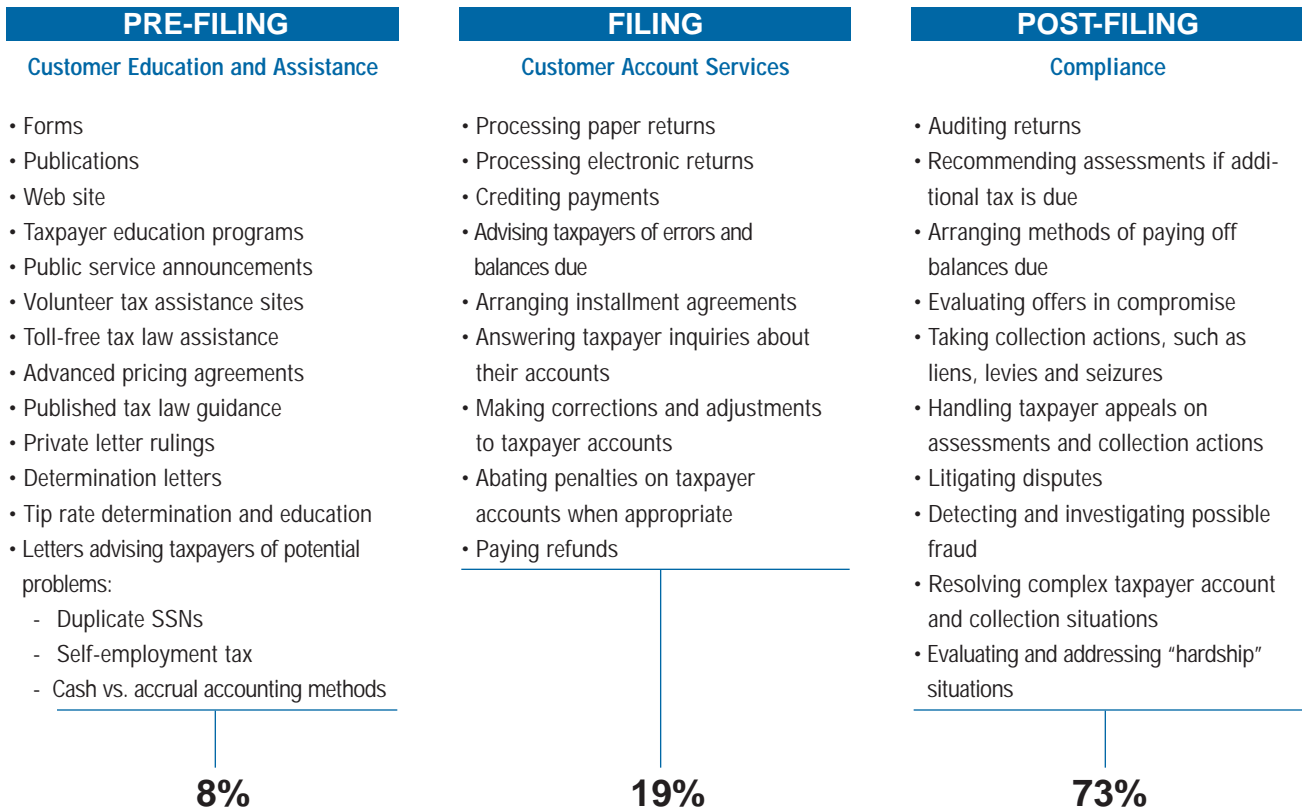 PRE-FILING
Customer Education and Assistance
• Forms
• Publications
• Web site
• Taxpayer education programs
• Public service announcements
• Volunteer tax assistance sites
• Toll-free tax law assistance
• Advanced pricing agreements
• Published tax law guidance
• Private letter rulings
• Determination letters
• Tip rate determination and education
• Letters advising taxpayers of potential
problems:
- Duplicate SSNs
- Self-employment tax
- Cash vs. accrual accounting methods
8%
FILING
Customer Account Services
• Processing paper returns
• Processing electronic returns
• Crediting payments
• Advising taxpayers of errors and
balances due
• Arranging installment agreements
• Answering taxpayer inquiries about
their accounts
• Making corrections and adjustments
to taxpayer accounts
• Abating penalties on taxpayer
accounts when appropriate
• Paying refunds
19%
POST-FILING
Compliance
• Auditing returns
• Recommending assessments if addi-
tional tax is due
• Arranging methods of paying off
balances due
• Evaluating offers in compromise
• Taking collection actions, such as
liens, levies and seizures
• Handling taxpayer appeals on
assessments and collection actions
• Litigating disputes
• Detecting and investigating possible
fraud
• Resolving complex taxpayer account
and collection situations
• Evaluating and addressing “hardship”
situations
73%